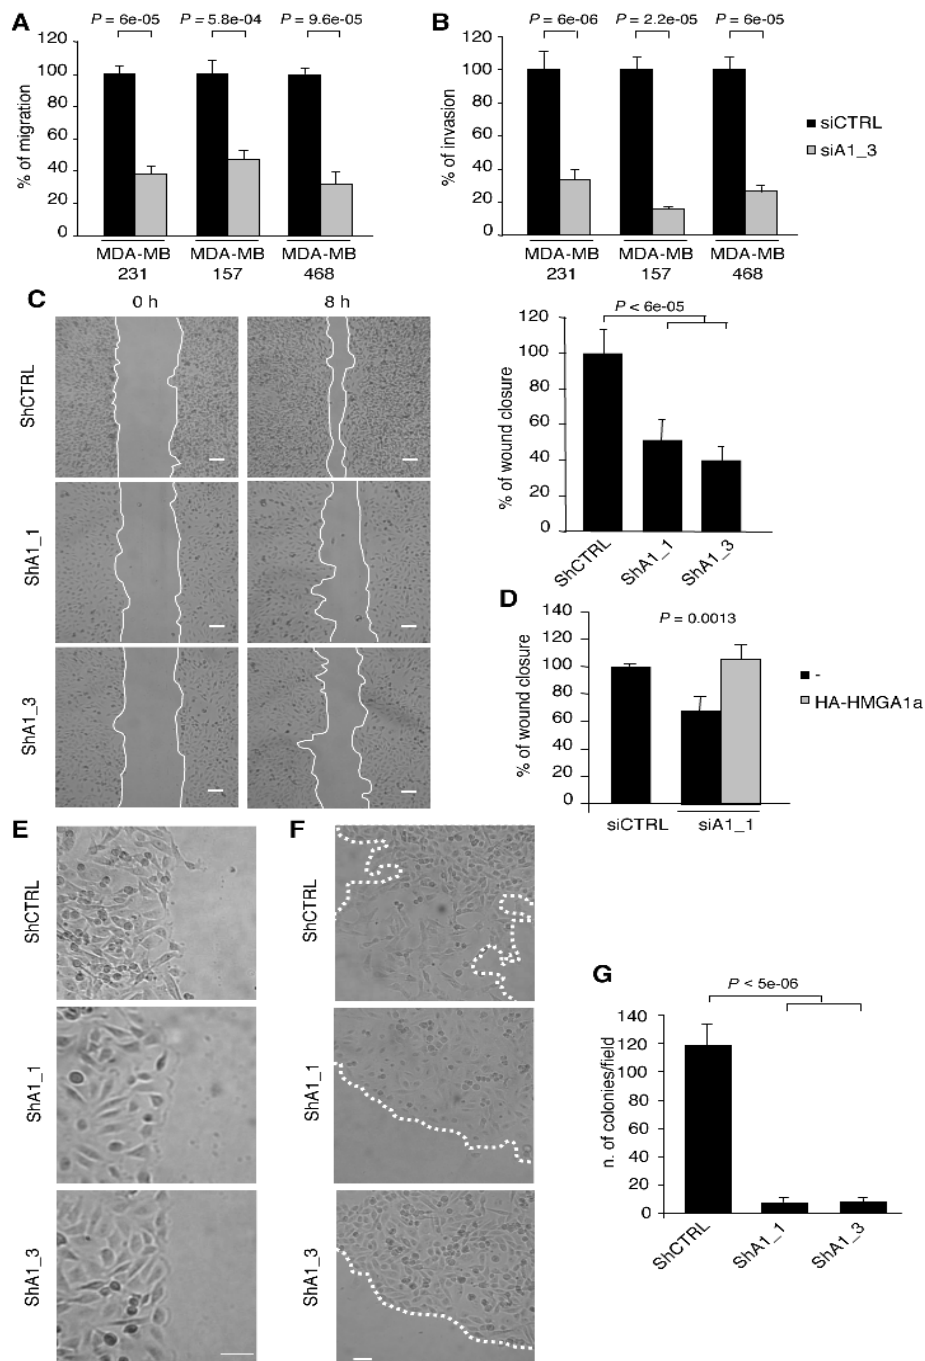 A
P = 6e-05 P = 5.8e-04 P = 9.6e-05
% of migration
120
100
80
60
40
20
0
MDA-MB MDA-MB MDA-MB
231 157 468
B
P = 6e-06 P = 2.2e-05 P = 6e-05
% of invasion
120
100
80
60
40
20
0
MDA-MB MDA-MB MDA-MB
231 157 468
siCTRL
siA1_3
C
0 h 8 h
ShCTRL
ShA1_1
ShA1_3
P < 6e-05
% of wound closure
120
100
80
60
40
20
0
ShCTRL ShA1_1 ShA1_3
D
P = 0.0013
% of wound closure
140
120
100
80
60
40
20
0
siCTRL siA1_1
-
HA-HMGA1a
E
ShCTRL
ShA1_1
ShA1_3
F
ShCTRL
ShA1_1
ShA1_3
G
P < 5e-06
n. of colonies/field
140
120
100
80
60
40
20
0
ShCTRL ShA1_1 ShA1_3